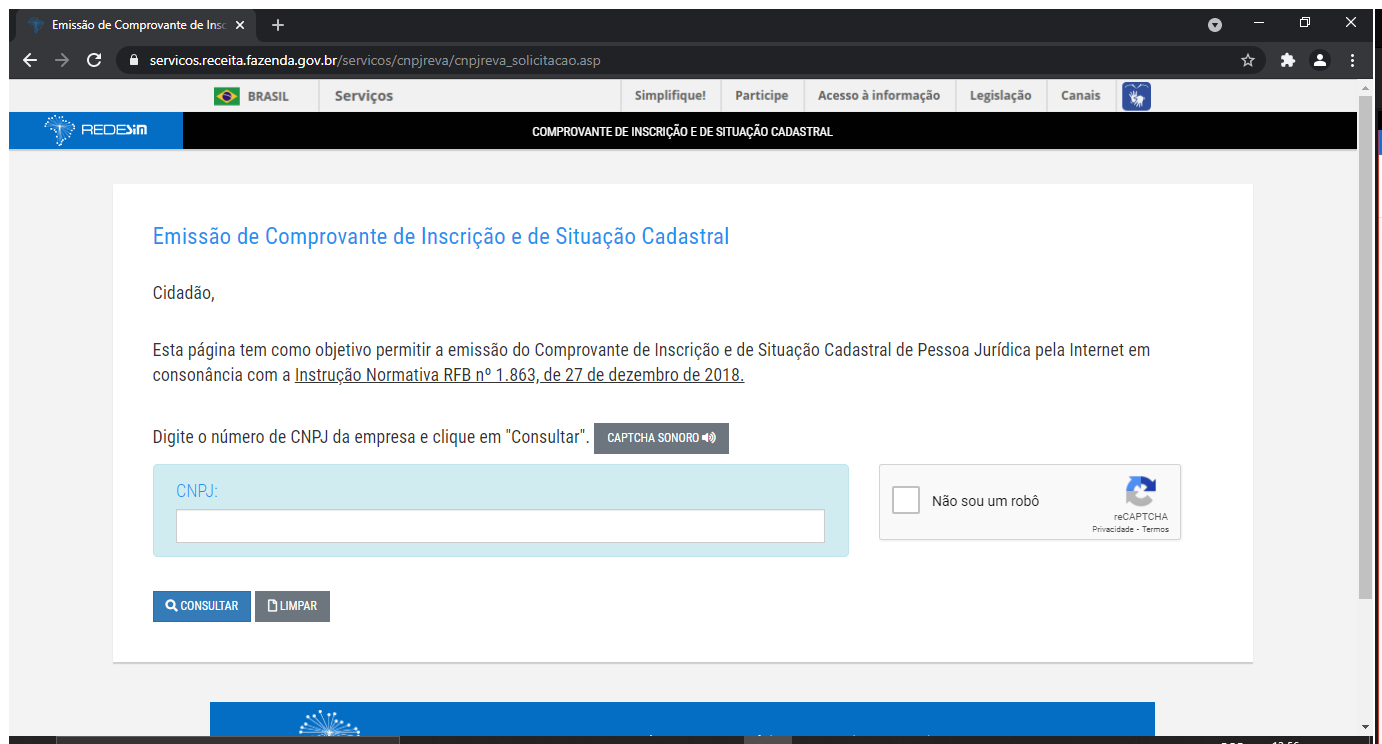 Emissão de Comprovante de Insc
servicos.receita.fazenda.gov.br/servicos/cnpjreva/cnpjreva_solicitacao.asp
BRASIL Serviços Simplifique! Participe Acesso à informação Legislação Canais
REDESIM COMPROVANTE DE INSCRIÇÃO E DE SITUAÇÃO CADASTRAL
Emissão de Comprovante de Inscrição e de Situação Cadastral
Cidadão,
Esta página tem como objetivo permitir a emissão do Comprovante de Inscrição e de Situação Cadastral de Pessoa Jurídica pela Internet em
consonância com a Instrução Normativa RFB nº 1.863, de 27 de dezembro de 2018.
Digite o número de CNPJ da empresa e clique em "Consultar". CAPTCHA SONORO
CNPJ:
Não sou um robô
reCAPTCHA
Privacidade - Termos
CONSULTAR LIMPAR